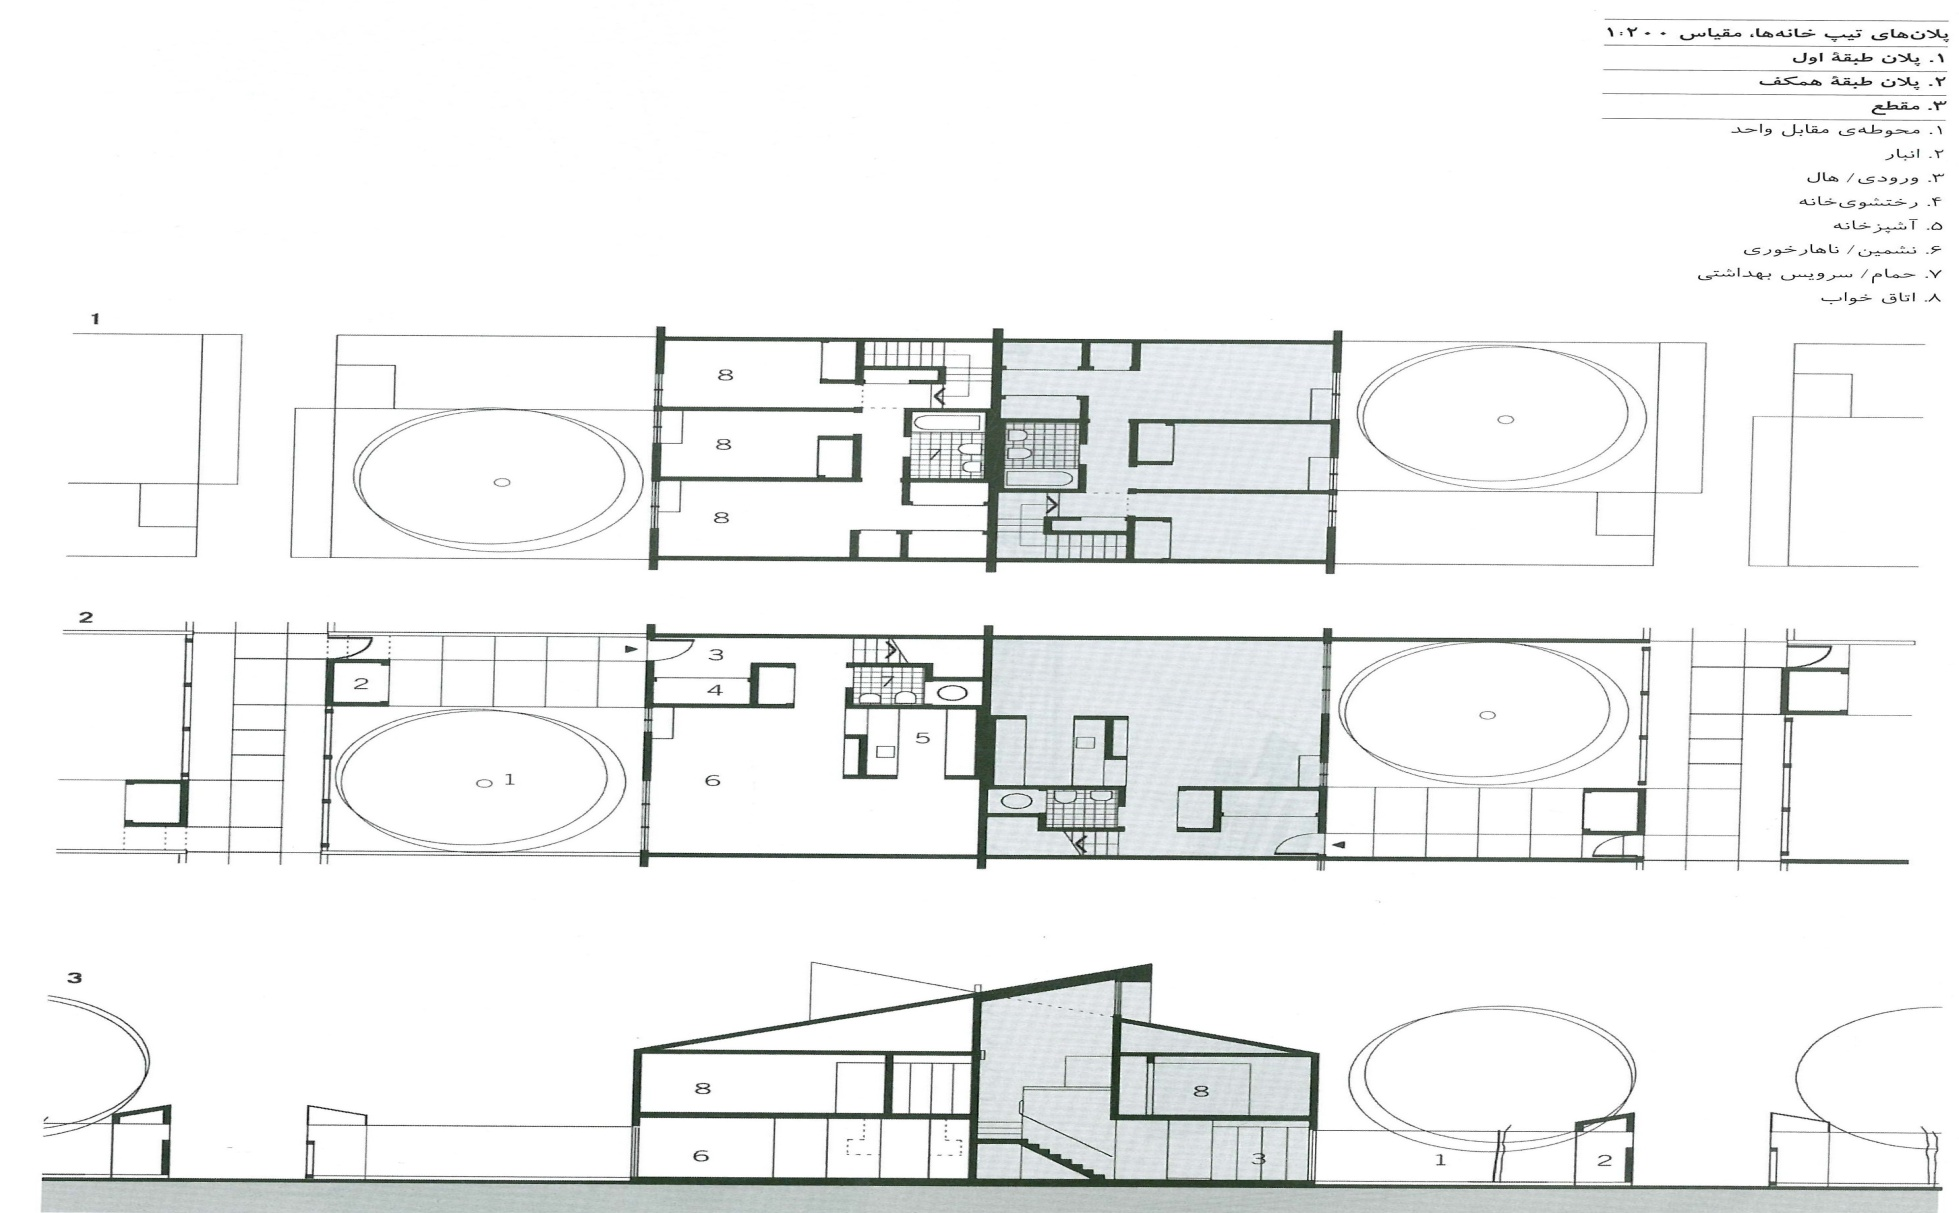 پلان‌های تیپ خانه‌ها، مقیاس ۱:۲۰۰
۱. پلان طبقهٔ اول
۲. پلان طبقهٔ همکف
۳. مقطع
۱. محوطه‌ی مقابل واحد
۲. انبار
۳. ورودی/ هال
۴. رختشوی‌خانه
۵. آشپزخانه
۶. نشمین/ ناهارخوری
۷. حمام/ سرویس بهداشتی
۸. اتاق خواب
1
8
8
7
8
2
3
2
4
7
5
1
6
3
8
8
6
3
1
2